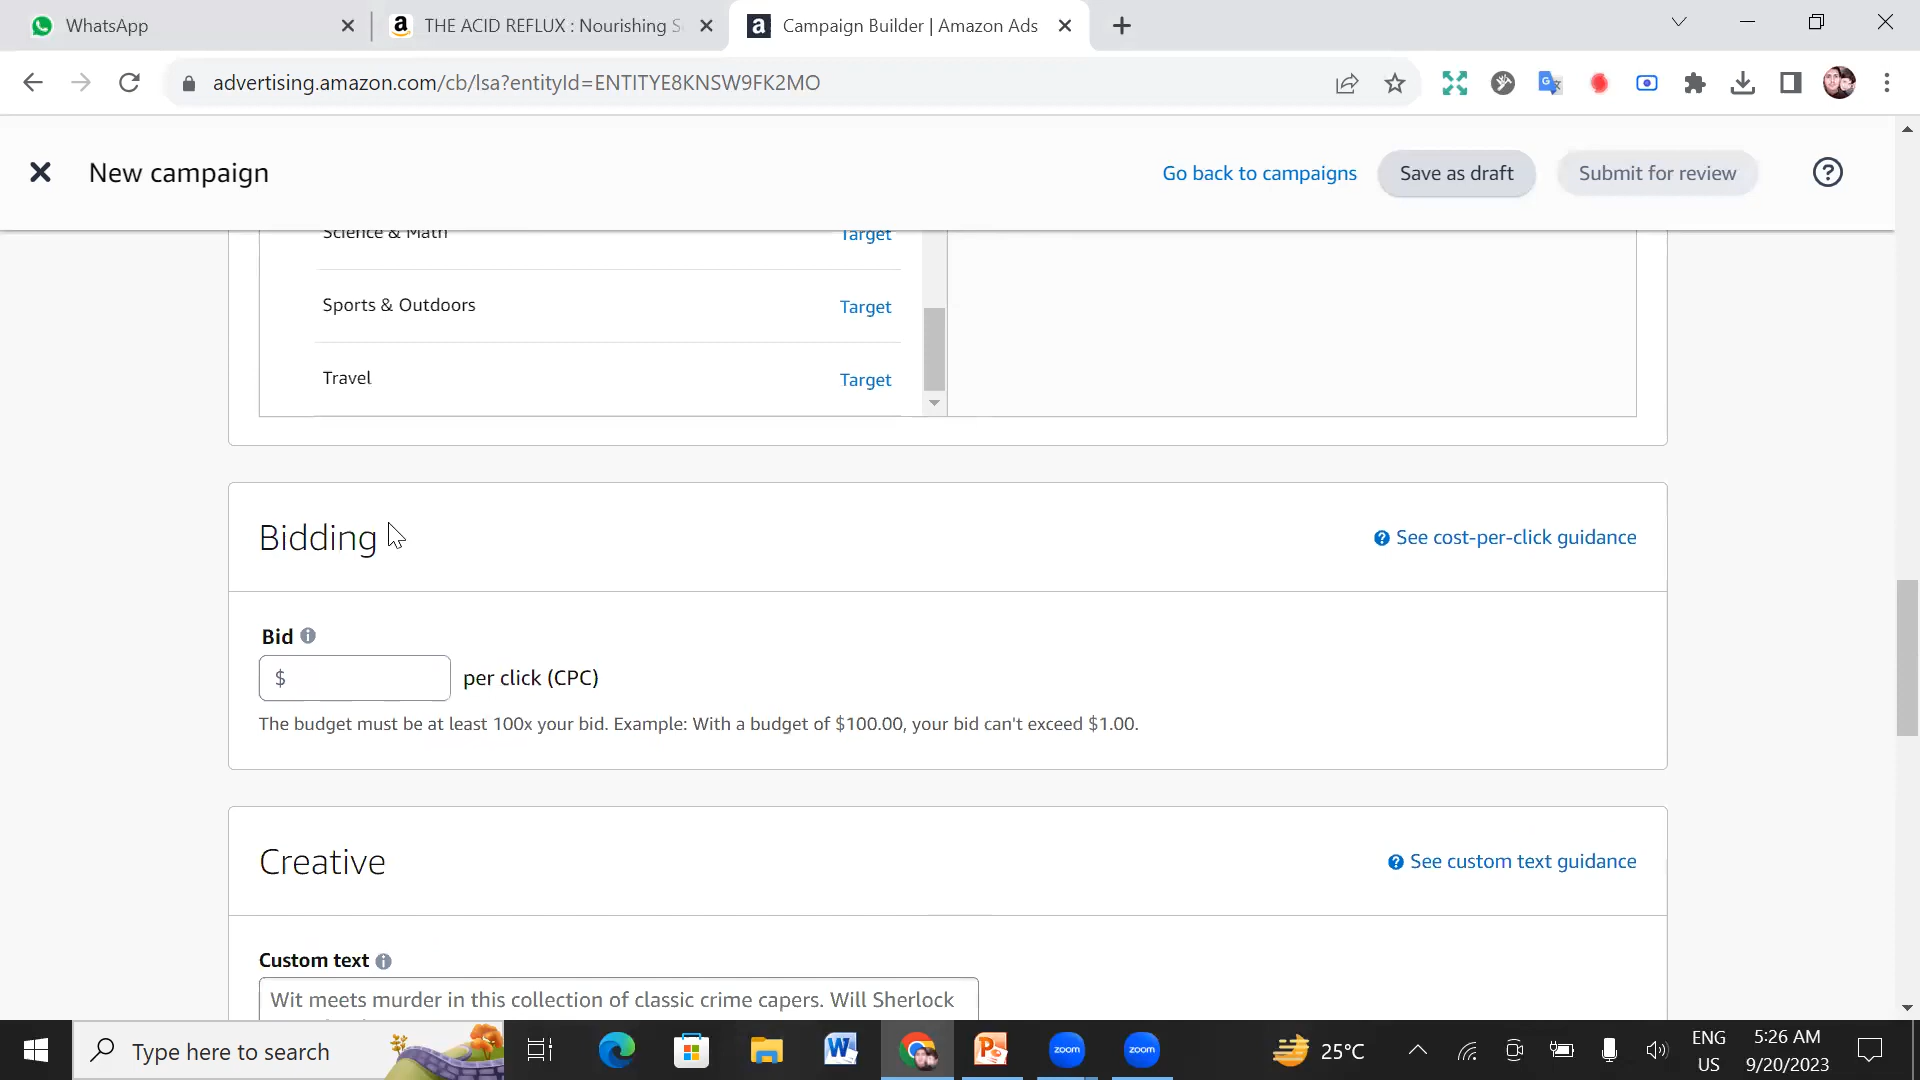 WhatsApp
THE ACID REFLUX : Nourishing S
Campaign Builder | Amazon Ads
advertising.amazon.com/cb/lsa?entityId=ENTITYE8KNSW9FK2MO
New campaign
Go back to campaigns
Save as draft
Submit for review
Science & Math
Target
Sports & Outdoors
Target
Travel
Target
Bidding
See cost-per-click guidance
Bid
$
per click (CPC)
The budget must be at least 100x your bid. Example: With a budget of $100.00, your bid can't exceed $1.00.
Creative
See custom text guidance
Custom text
Wit meets murder in this collection of classic crime capers. Will Sherlock
Type here to search
zoom
zoom
25°C
ENG
US
5:26 AM
9/20/2023